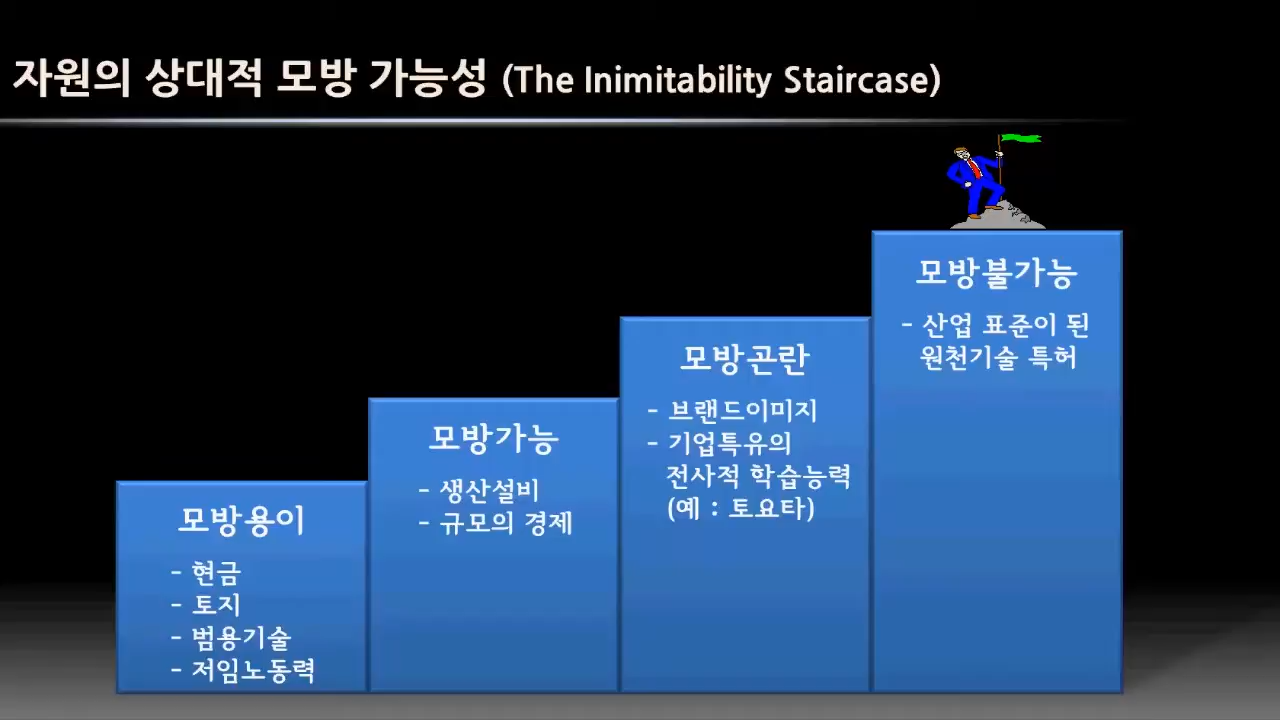 자원의 상대적 모방 가능성 (The Inimitability Staircase)
모방용이
- 현금
- 토지
- 범용기술
- 저임노동력
모방가능
- 생산설비
- 규모의 경제
모방곤란
- 브랜드이미지
- 기업특유의
전사적 학습능력
(예 : 토요타)
모방불가능
- 산업 표준이 된
원천기술 특허